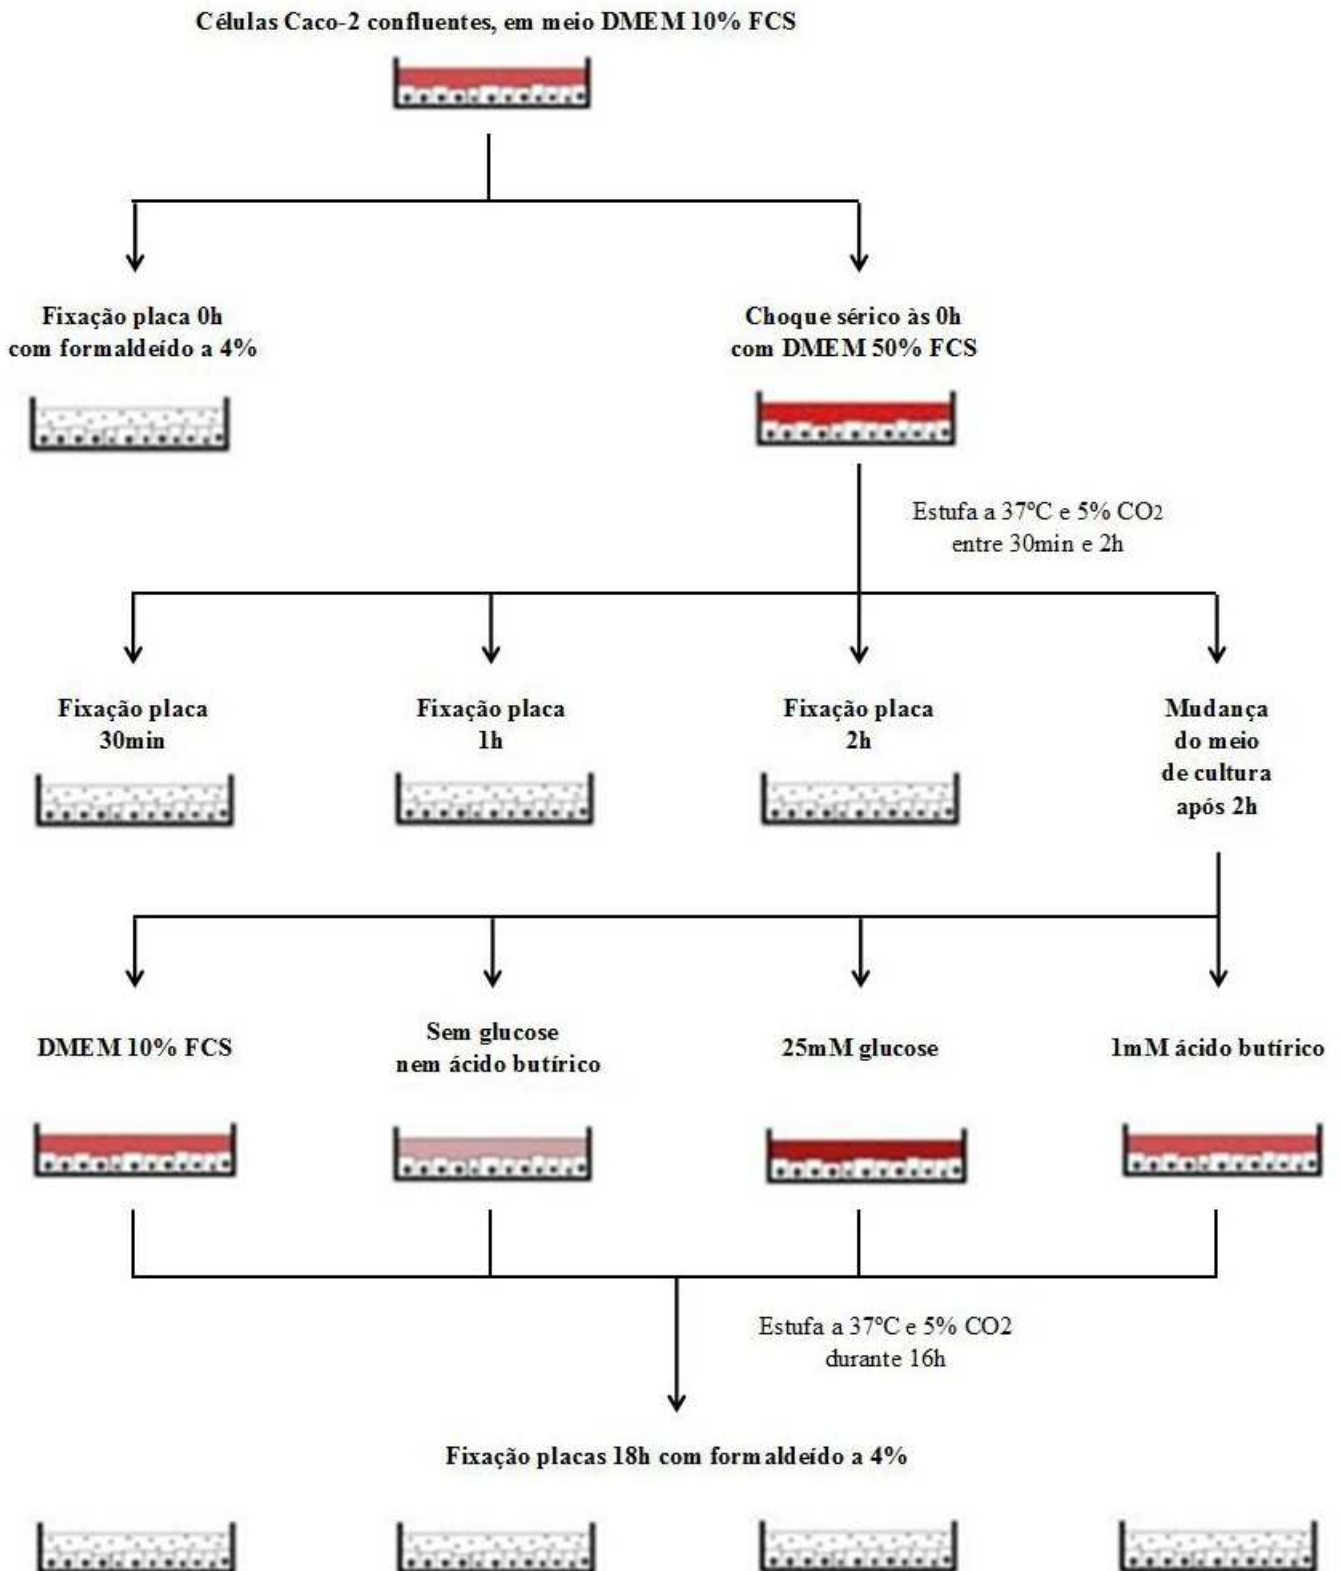 Células Caco-2 confluentes, em meio DMEM 10% FCS
Fixação placa 0h
com formaldeído a 4%
Choque sérico às 0h
com DMEM 50% FCS
Estufa a 37ºC e 5% CO2
entre 30min e 2h
Fixação placa
30min
Fixação placa
1h
Fixação placa
2h
Mudança
do meio
de cultura
após 2h
DMEM 10% FCS
Sem glucose
nem ácido butírico
25mM glucose
1mM ácido butírico
Estufa a 37ºC e 5% CO2
durante 16h
Fixação placas 18h com formaldeído a 4%